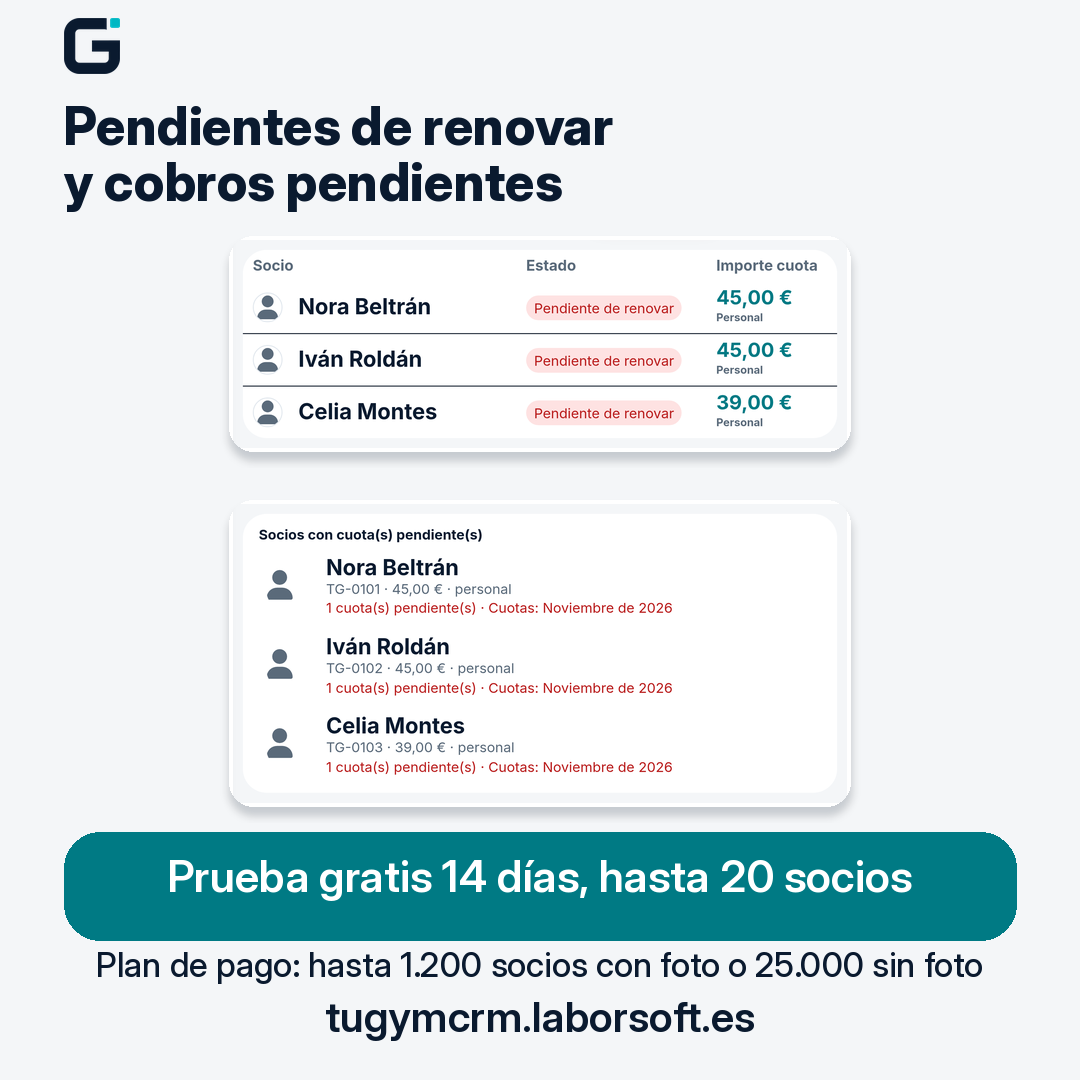 G
Pendientes de renovar
y cobros pendientes
Socio Estado Importe cuota
Nora Beltrán Pendiente de renovar 45,00 €
Personal
Iván Roldán Pendiente de renovar 45,00 €
Personal
Celia Montes Pendiente de renovar 39,00 €
Personal
Socios con cuota(s) pendiente(s)
Nora Beltrán
TG-0101 · 45,00 € · personal
1 cuota(s) pendiente(s) · Cuotas: Noviembre de 2026
Iván Roldán
TG-0102 · 45,00 € · personal
1 cuota(s) pendiente(s) · Cuotas: Noviembre de 2026
Celia Montes
TG-0103 · 39,00 € · personal
1 cuota(s) pendiente(s) · Cuotas: Noviembre de 2026
Prueba gratis 14 días, hasta 20 socios
Plan de pago: hasta 1.200 socios con foto o 25.000 sin foto
tugymcrm.laborsoft.es